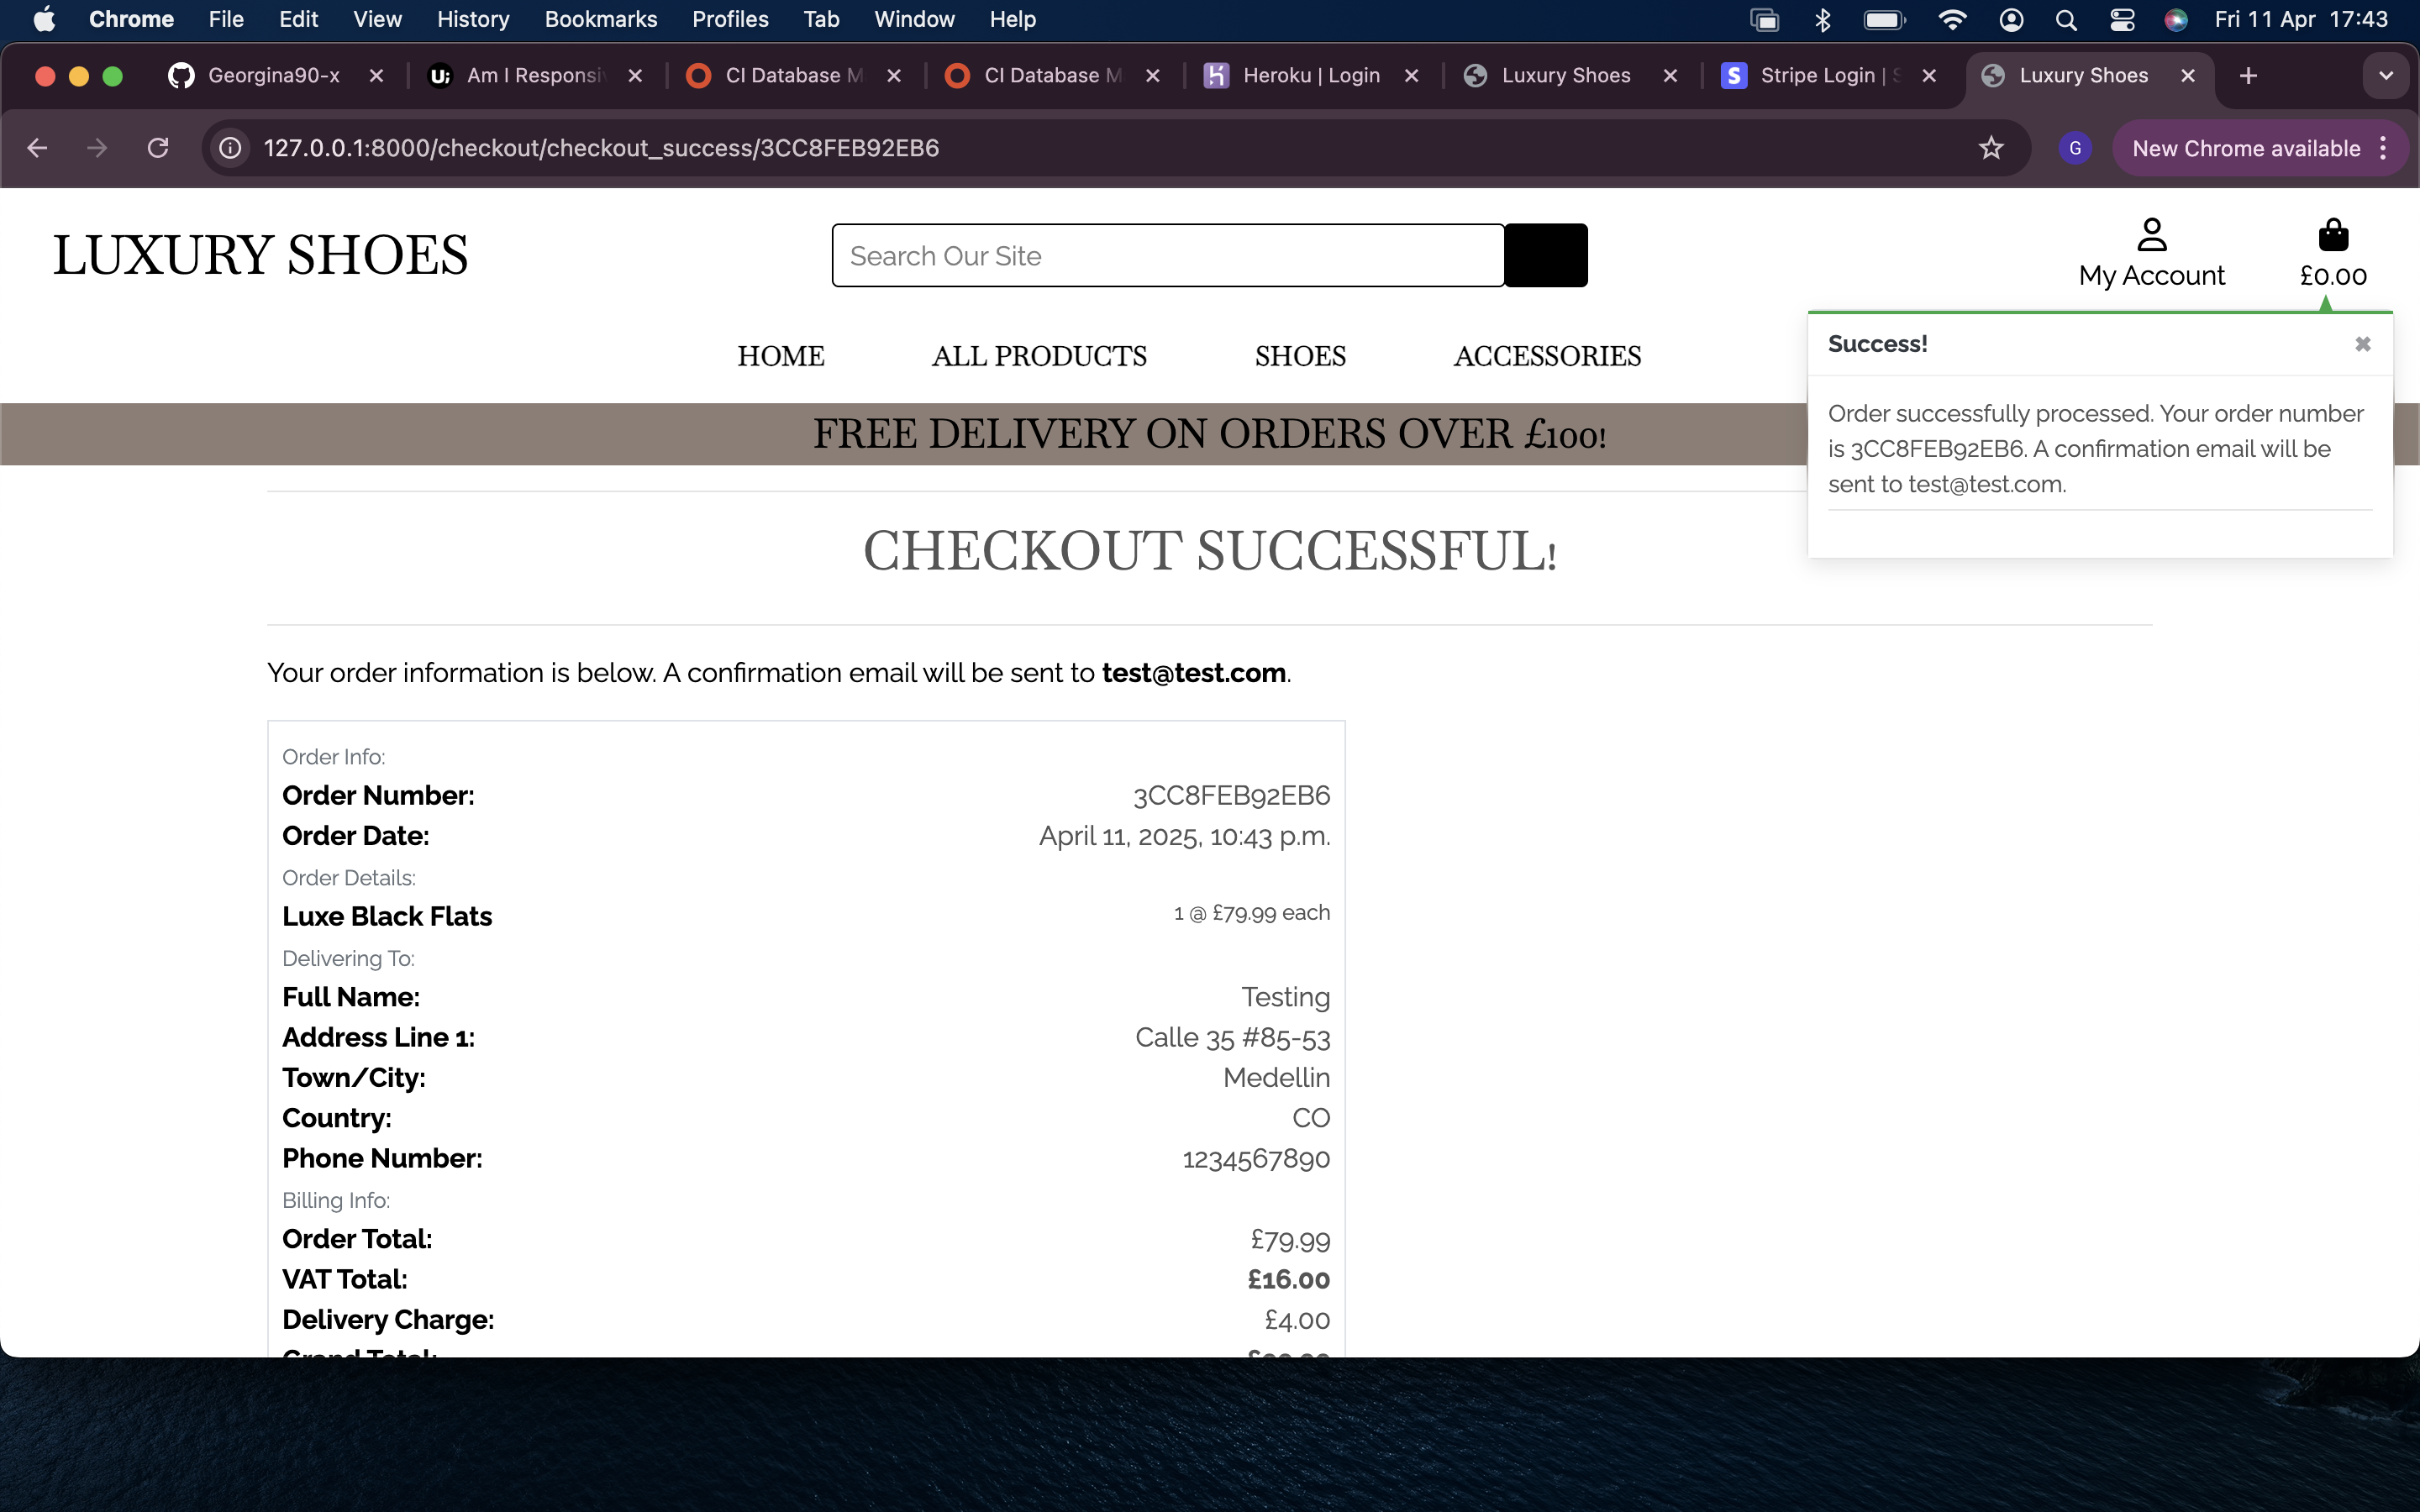 Chrome File Edit View History Bookmarks Profiles Tab Window Help Fri 11 Apr 17:43
Georgina90-x Am I Responsi CI Database M CI Database M Heroku | Login Luxury Shoes Stripe Login | Luxury Shoes
127.0.0.1:8000/checkout/checkout_success/3CC8FEB92EB6 G New Chrome available
LUXURY SHOES Search Our Site My Account £0.00
HOME ALL PRODUCTS SHOES ACCESSORIES
FREE DELIVERY ON ORDERS OVER £100!
Success!
Order successfully processed. Your order number
is 3CC8FEB92EB6. A confirmation email will be
sent to test@test.com.
CHECKOUT SUCCESSFUL!
Your order information is below. A confirmation email will be sent to test@test.com.
Order Info:
Order Number: 3CC8FEB92EB6
Order Date: April 11, 2025, 10:43 p.m.
Order Details:
Luxe Black Flats 1 @ £79.99 each
Delivering To:
Full Name: Testing
Address Line 1: Calle 35 #85-53
Town/City: Medellin
Country: CO
Phone Number: 1234567890
Billing Info:
Order Total: £79.99
VAT Total: £16.00
Delivery Charge: £4.00
Grand Total: